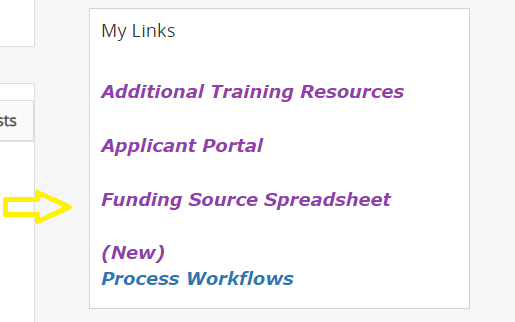 My Links
Additional Training Resources
Applicant Portal
sts
Funding Source Spreadsheet
(New)
Process Workflows